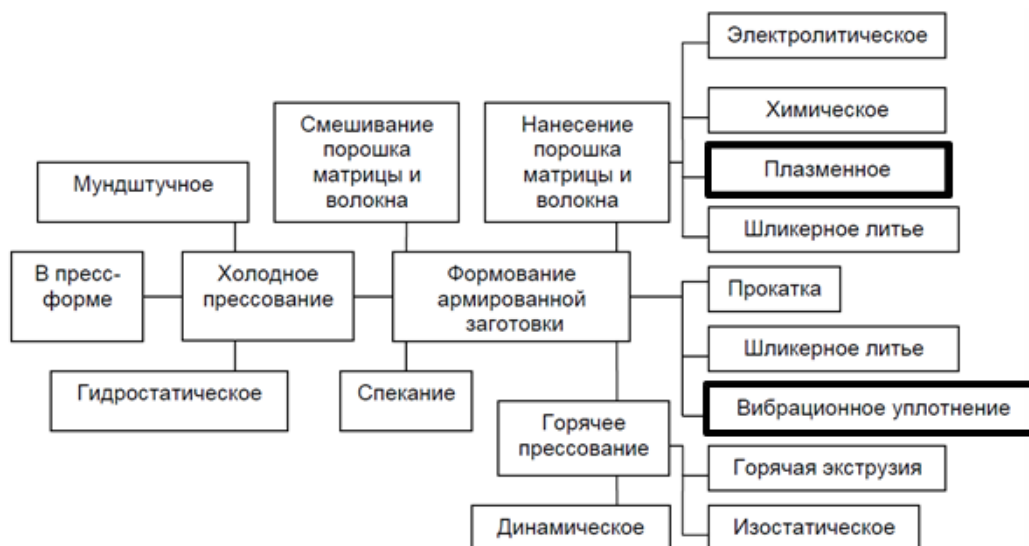 Электролитическое
Химическое
Смешивание
порошка
матрицы и
волокна
Нанесение
порошка
матрицы и
волокна
Плазменное
Мундштучное
Шликерное литье
В пресс-
форме
Холодное
прессование
Формование
армированной
заготовки
Прокатка
Шликерное литье
Гидростатическое
Спекание
Вибрационное уплотнение
Горячее
прессование
Горячая экструзия
Динамическое
Изостатическое